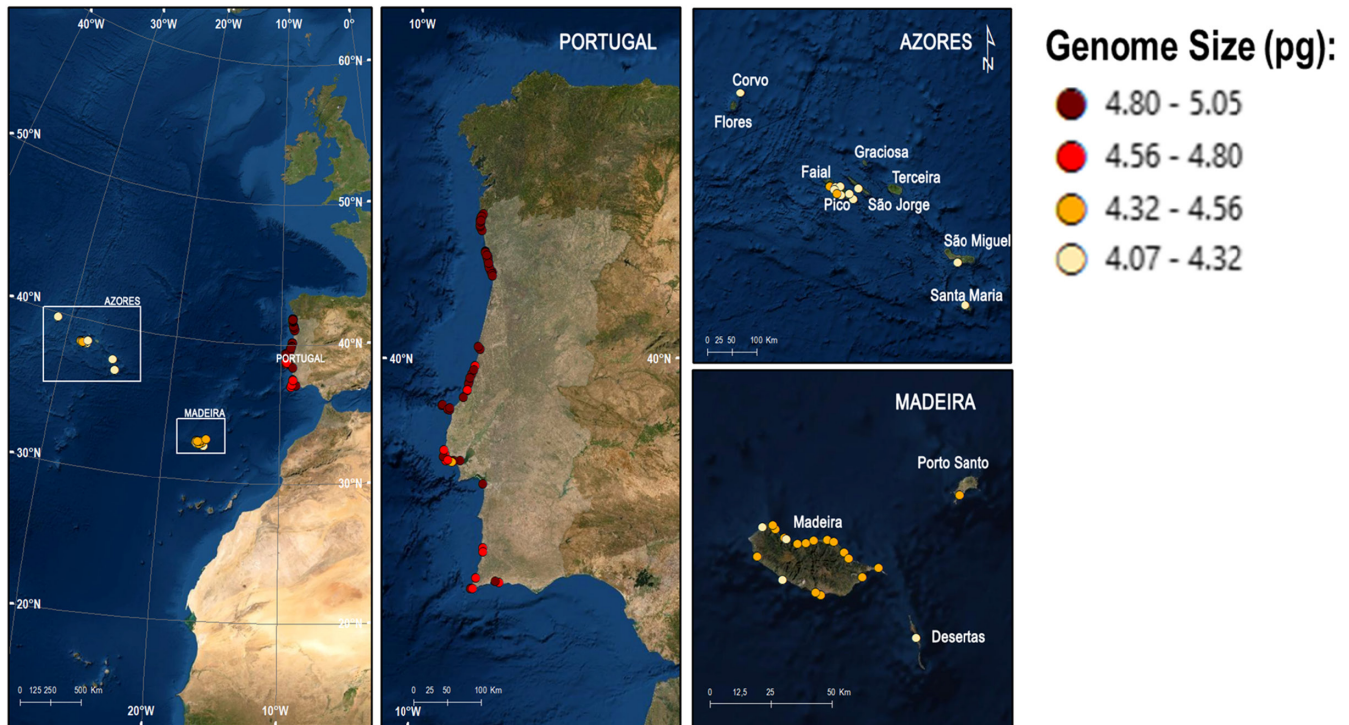 40°W
30°W
20°W
10°W
0°
60°N
50°N
50°N
40°N
AZORES
40°N
PORTUGAL
MADEIRA
30°N
30°N
20°N
20°N
0 125 250 500 Km
20°W
10°W
10°W
PORTUGAL
40°N
40°N
0 25 50 100 Km
10°W
AZORES
N
Corvo
Flores
Graciosa
Faial
Terceira
Pico
São Jorge
São Miguel
Santa Maria
0 25 50 100 Km
MADEIRA
Porto Santo
Madeira
Desertas
0 12,5 25 50 Km
Genome Size (pg):
4.80 - 5.05
4.56 - 4.80
4.32 - 4.56
4.07 - 4.32